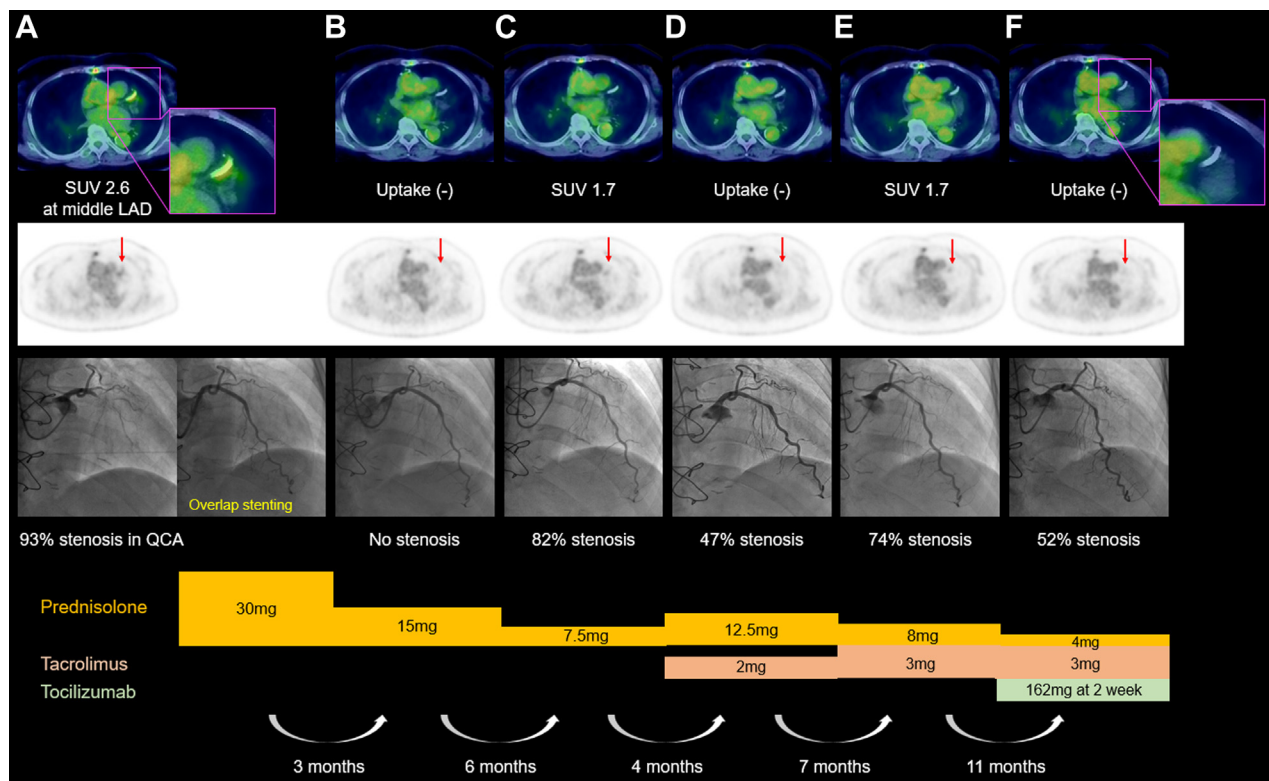 A
B
C
D
E
F
SUV 2.6
at middle LAD
Uptake (-)
SUV 1.7
Uptake (-)
SUV 1.7
Uptake (-)
Overlap stenting
93% stenosis in QCA
No stenosis
82% stenosis
47% stenosis
74% stenosis
52% stenosis
Prednisolone
30mg
15mg
7.5mg
12.5mg
8mg
4mg
Tacrolimus
2mg
3mg
3mg
Tocilizumab
162mg at 2 week
3 months
6 months
4 months
7 months
11 months